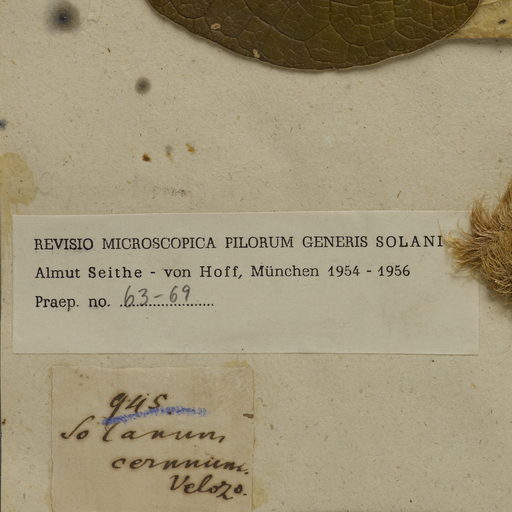 REVISIO MICROSCOPICA PILORUM GENERIS SOLANI
Almut Seithe - von Hoff, München 1954 - 1956
Praep. no. 63-69
945.
Solanum
cernuum.
Velozo.